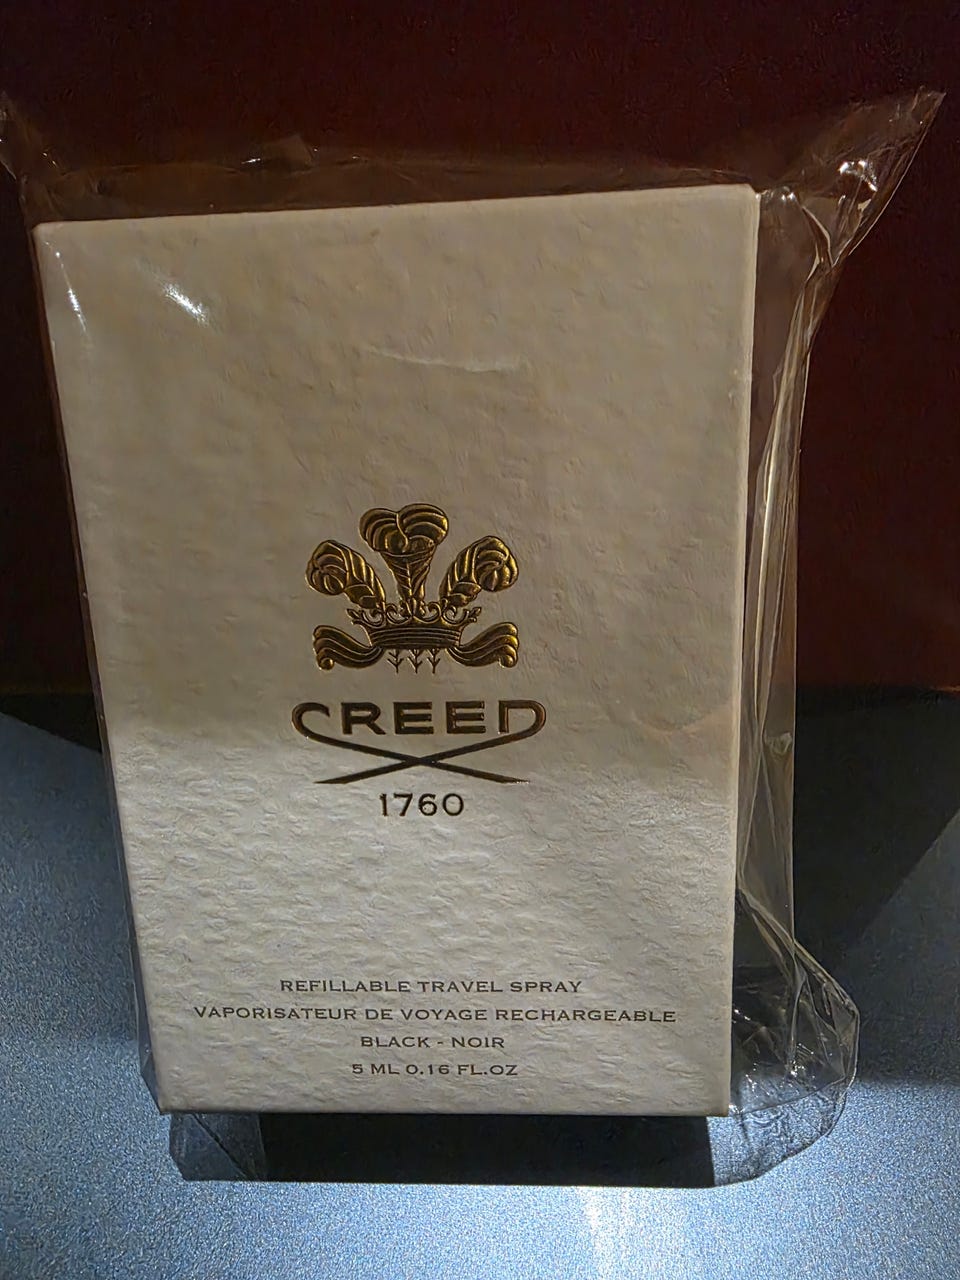 CREED
1760
REFILLABLE TRAVEL SPRAY
VAPORISATEUR DE VOYAGE RECHARGEABLE
BLACK - NOIR
5 ML 0.16 FL.OZ